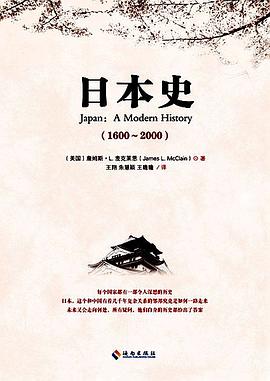 日本史
Japan: A Modern History
(1600~2000)
(美国) 詹姆斯·L. 麦克莱恩 (James L. McClain) ◎ 著
王翔 朱慧颖 王瞻瞻 / 译
每个国家都有一部令人深思的历史
日本，这个和中国有着几千年复杂关系的邻邦究竟是如何一路走来
未来又会走向何处，所有疑问，他们自身的历史都给出了答案
海南出版社